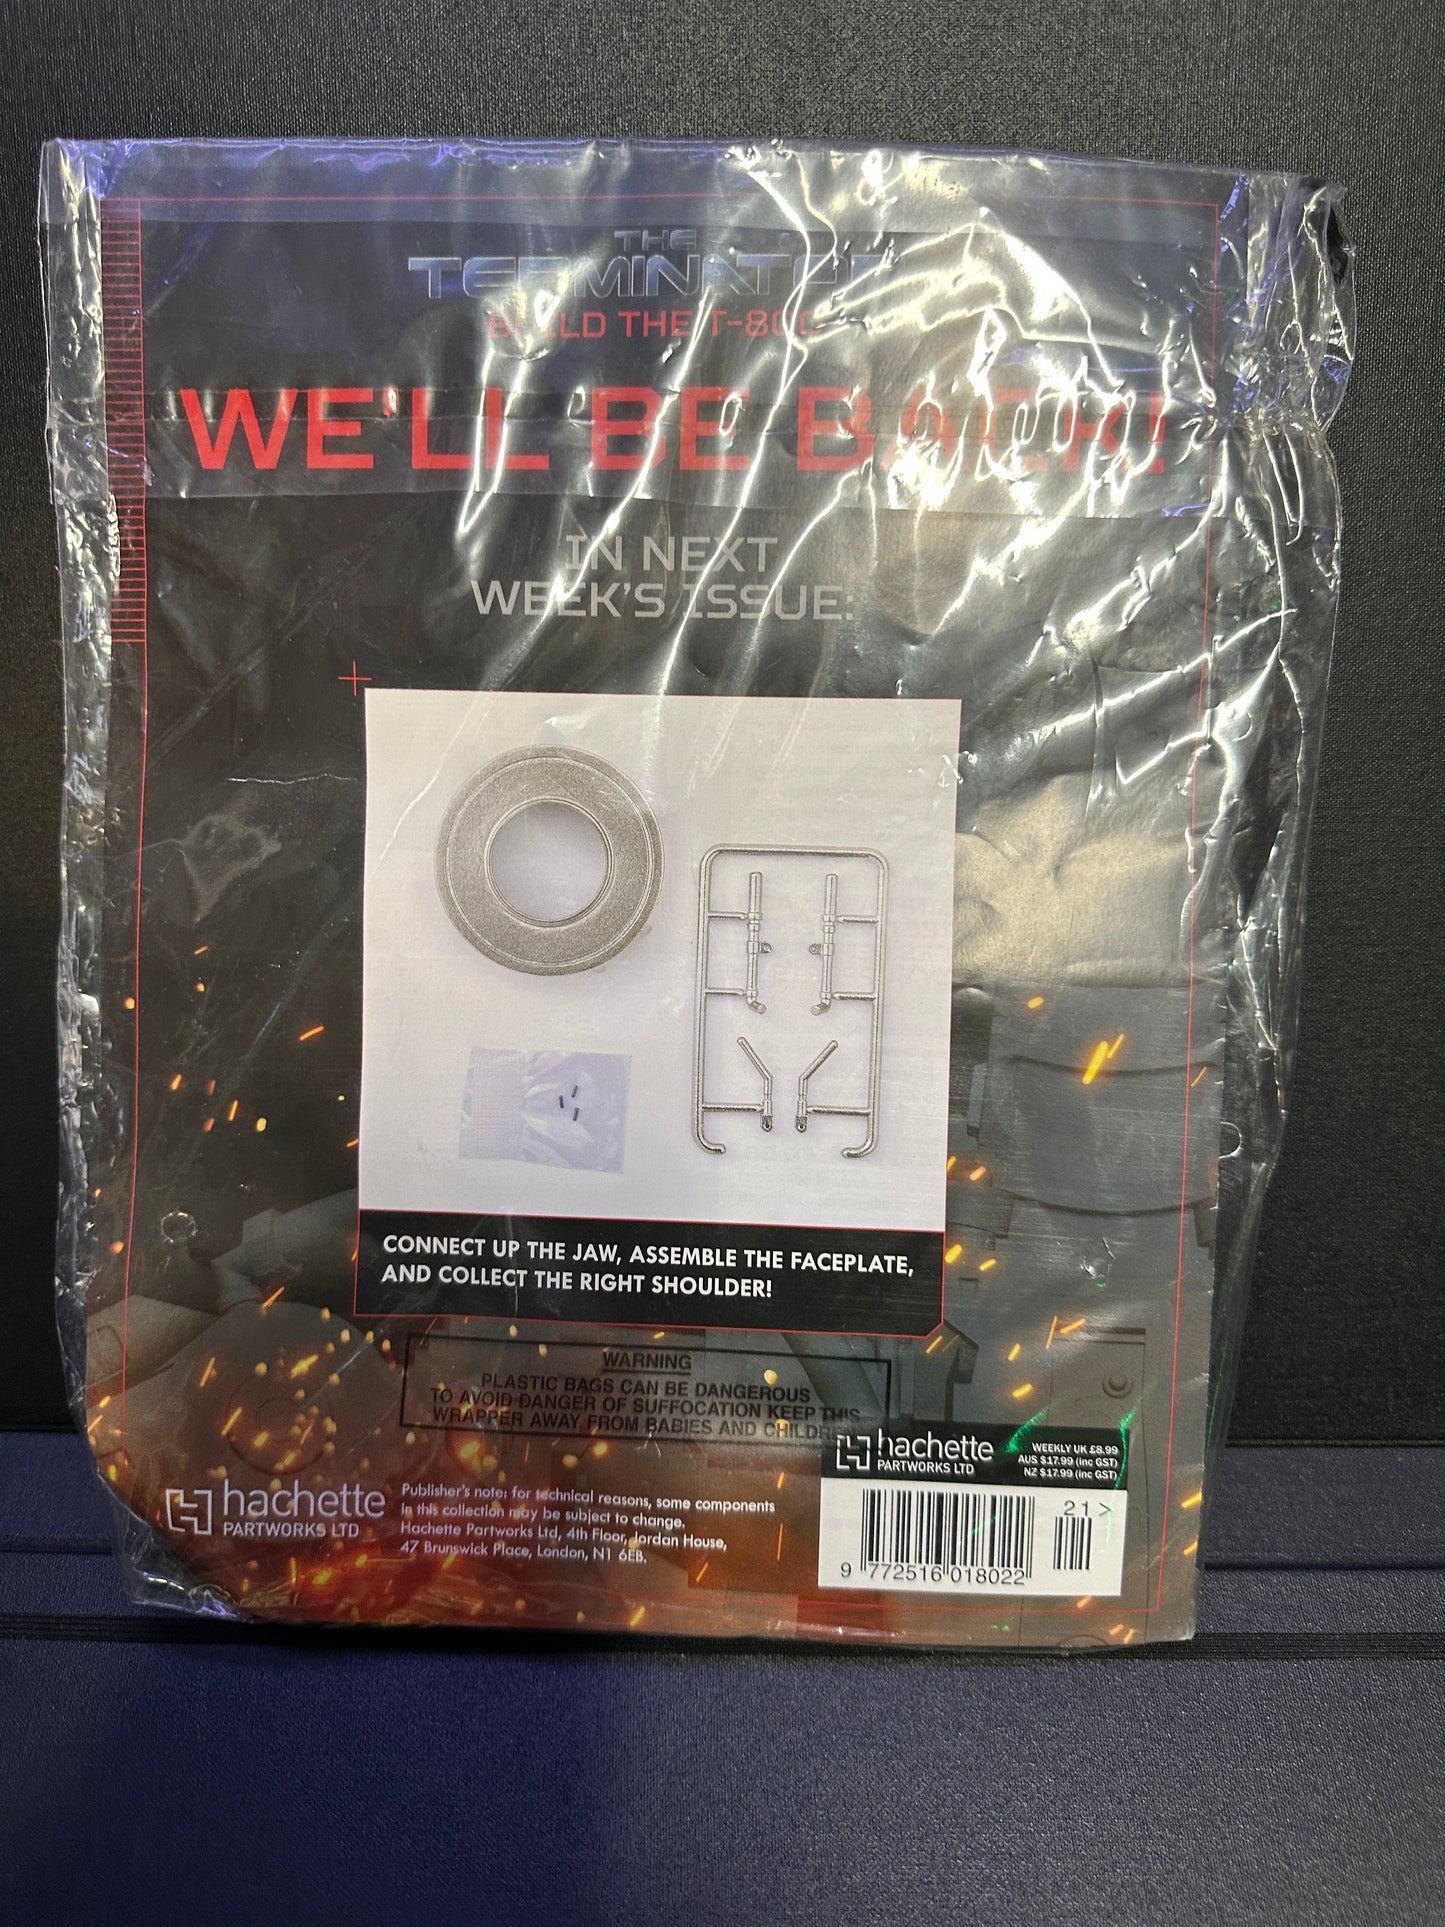 THE
TERMINATOR
BUILD THE T-800
WE'LL BE BACK!
IN NEXT
WEEK'S ISSUE:
CONNECT UP THE JAW, ASSEMBLE THE FACEPLATE,
AND COLLECT THE RIGHT SHOULDER!
WARNING
PLASTIC BAGS CAN BE DANGEROUS
TO AVOID DANGER OF SUFFOCATION KEEP THIS
WRAPPER AWAY FROM BABIES AND
hachette
PARTWORKS LTD
Publisher's note: for technical reasons, some components
in this collection may be subject to change.
Hachette Partworks Ltd, 4th Floor, Jordan House,
47 Brunswick Place, London, N1 6EB.
hachette
PARTWORKS LTD
WEEKLY UK £8.99
AUS $17.99 (inc GST)
NZ $17.99 (inc GST)
21 >
9 772516 018022